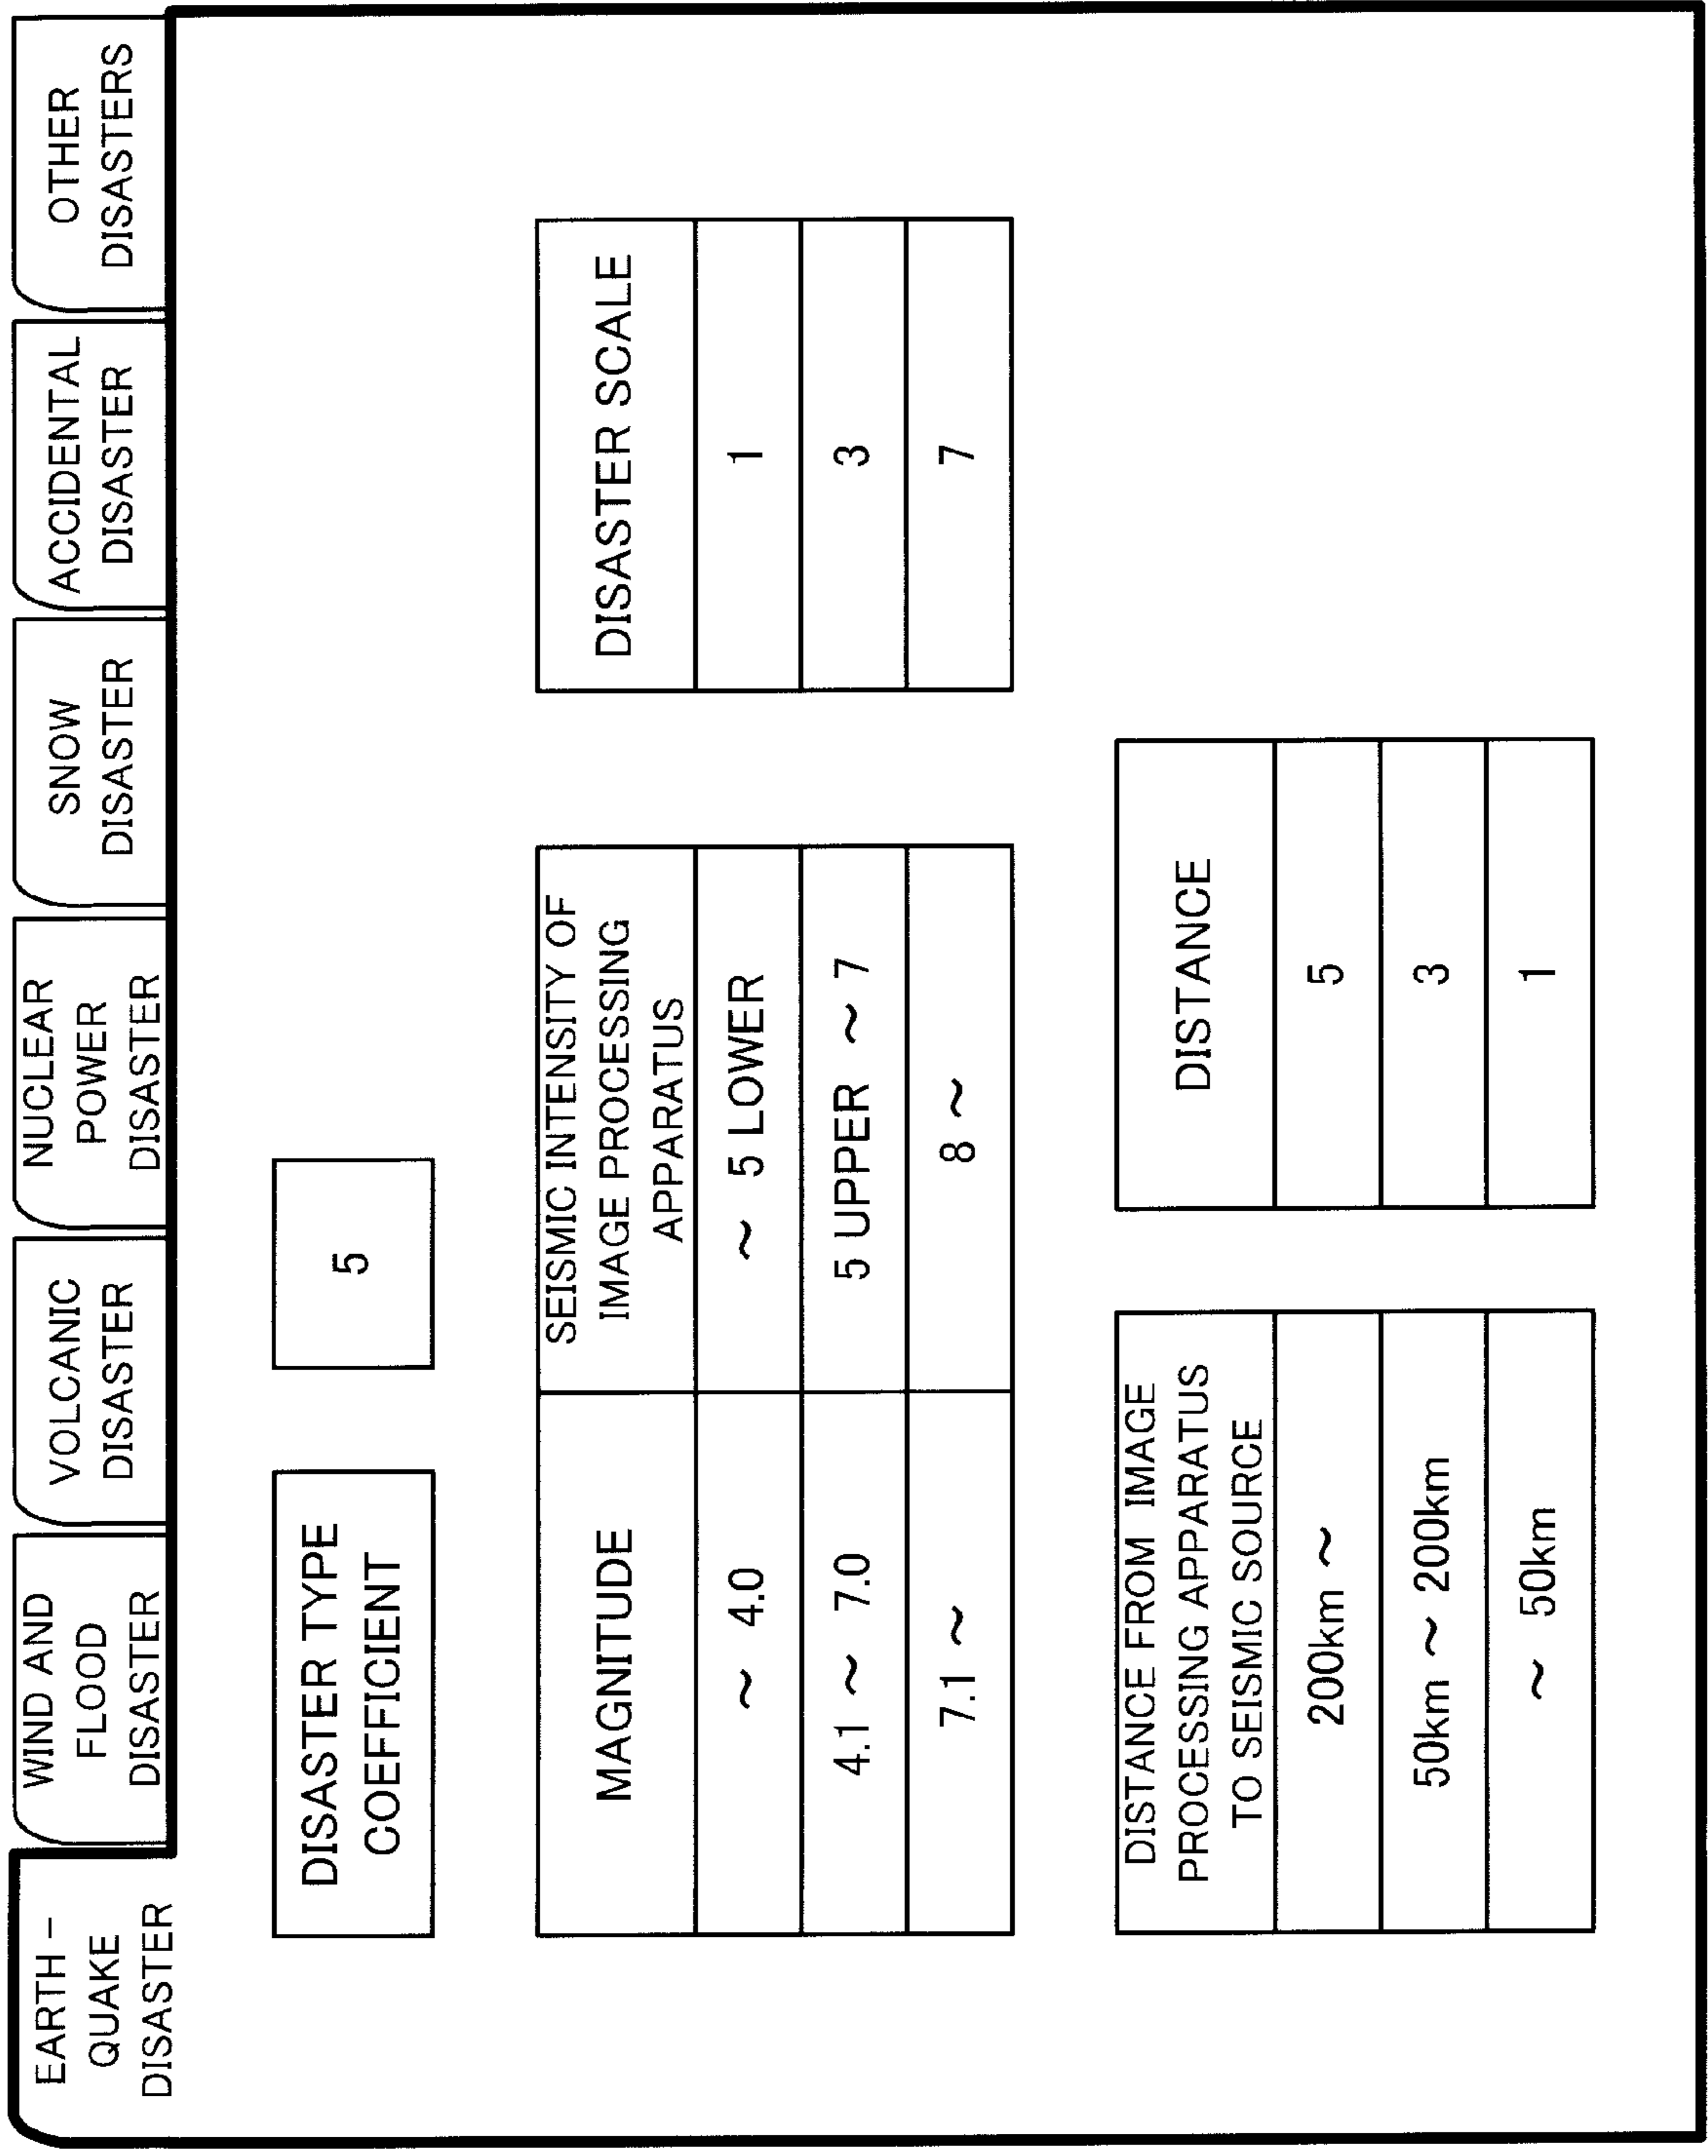 EARTH-
QUAKE
DISASTER
WIND AND
FLOOD
DISASTER
VOLCANIC
DISASTER
NUCLEAR
POWER
DISASTER
SNOW
DISASTER
ACCIDENTAL
DISASTER
OTHER
DISASTERS
DISASTER TYPE
COEFFICIENT
5
MAGNITUDE
SEISMIC INTENSITY OF
IMAGE PROCESSING
APPARATUS
DISASTER SCALE
~ 4.0
~ 5 LOWER
1
4.1 ~ 7.0
5 UPPER ~ 7
3
7.1 ~
8 ~
7
DISTANCE FROM IMAGE
PROCESSING APPARATUS
TO SEISMIC SOURCE
DISTANCE
200km ~
5
50km ~ 200km
3
~ 50km
1